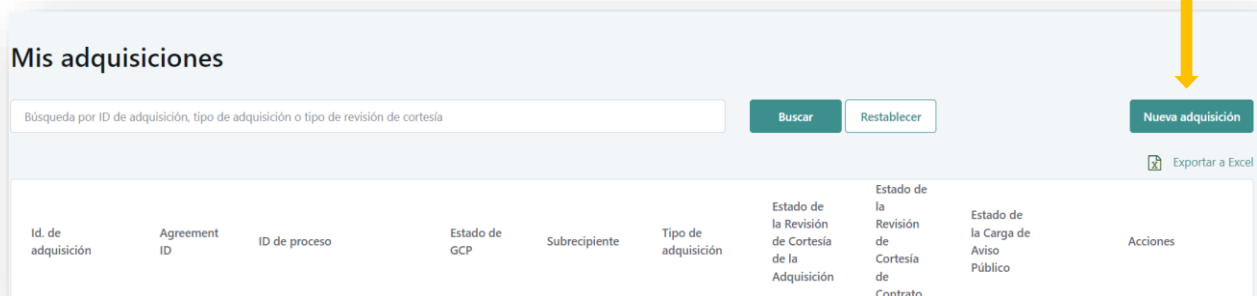 Mis adquisiciones
Búsqueda por ID de adquisición, tipo de adquisición o tipo de revisión de cortesía
Buscar
Restablecer
Nueva adquisición
Exportar a Excel
Id. de
adquisición
Agreement
ID
ID de proceso
Estado de
GCP
Subrecipiente
Tipo de
adquisición
Estado de
la Revisión
de Cortesía
de la
Adquisición
Estado de
la
Revisión
de
Cortesía
de
Contrato
Estado de
la Carga de
Aviso
Público
Acciones